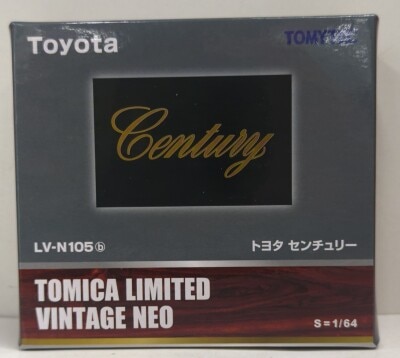 Toyota
TOMYTEC
Century
LV-N105ⓑ
トヨタ センチュリー
TOMICA LIMITED
VINTAGE NEO
S=1/64